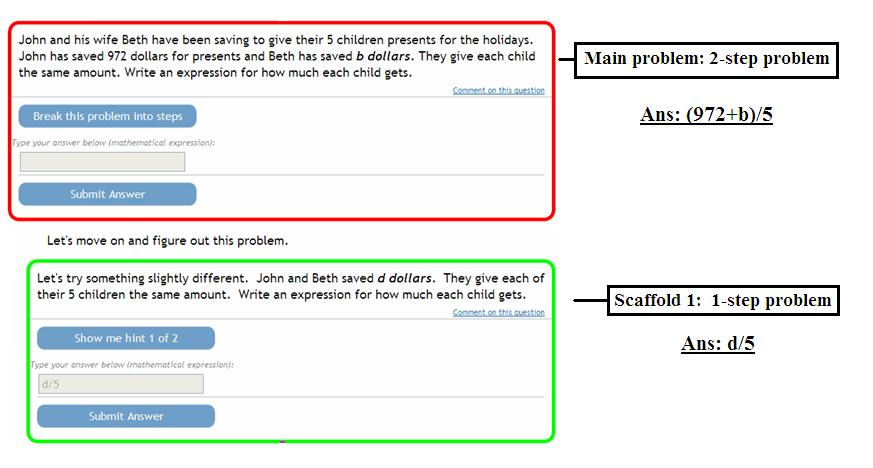 John and his wife Beth have been saving to give their 5 children presents for the holidays.
John has saved 972 dollars for presents and Beth has saved b dollars. They give each child
the same amount. Write an expression for how much each child gets.
Comment on this question
Break this problem into steps
Type your answer below (mathematical expression):
Submit Answer
Main problem: 2-step problem
Ans: (972+b)/5
Let's move on and figure out this problem.
Let's try something slightly different. John and Beth saved d dollars. They give each of
their 5 children the same amount. Write an expression for how much each child gets.
Comment on this question
Show me hint 1 of 2
Type your answer below (mathematical expression):
d/5
Submit Answer
Scaffold 1: 1-step problem
Ans: d/5